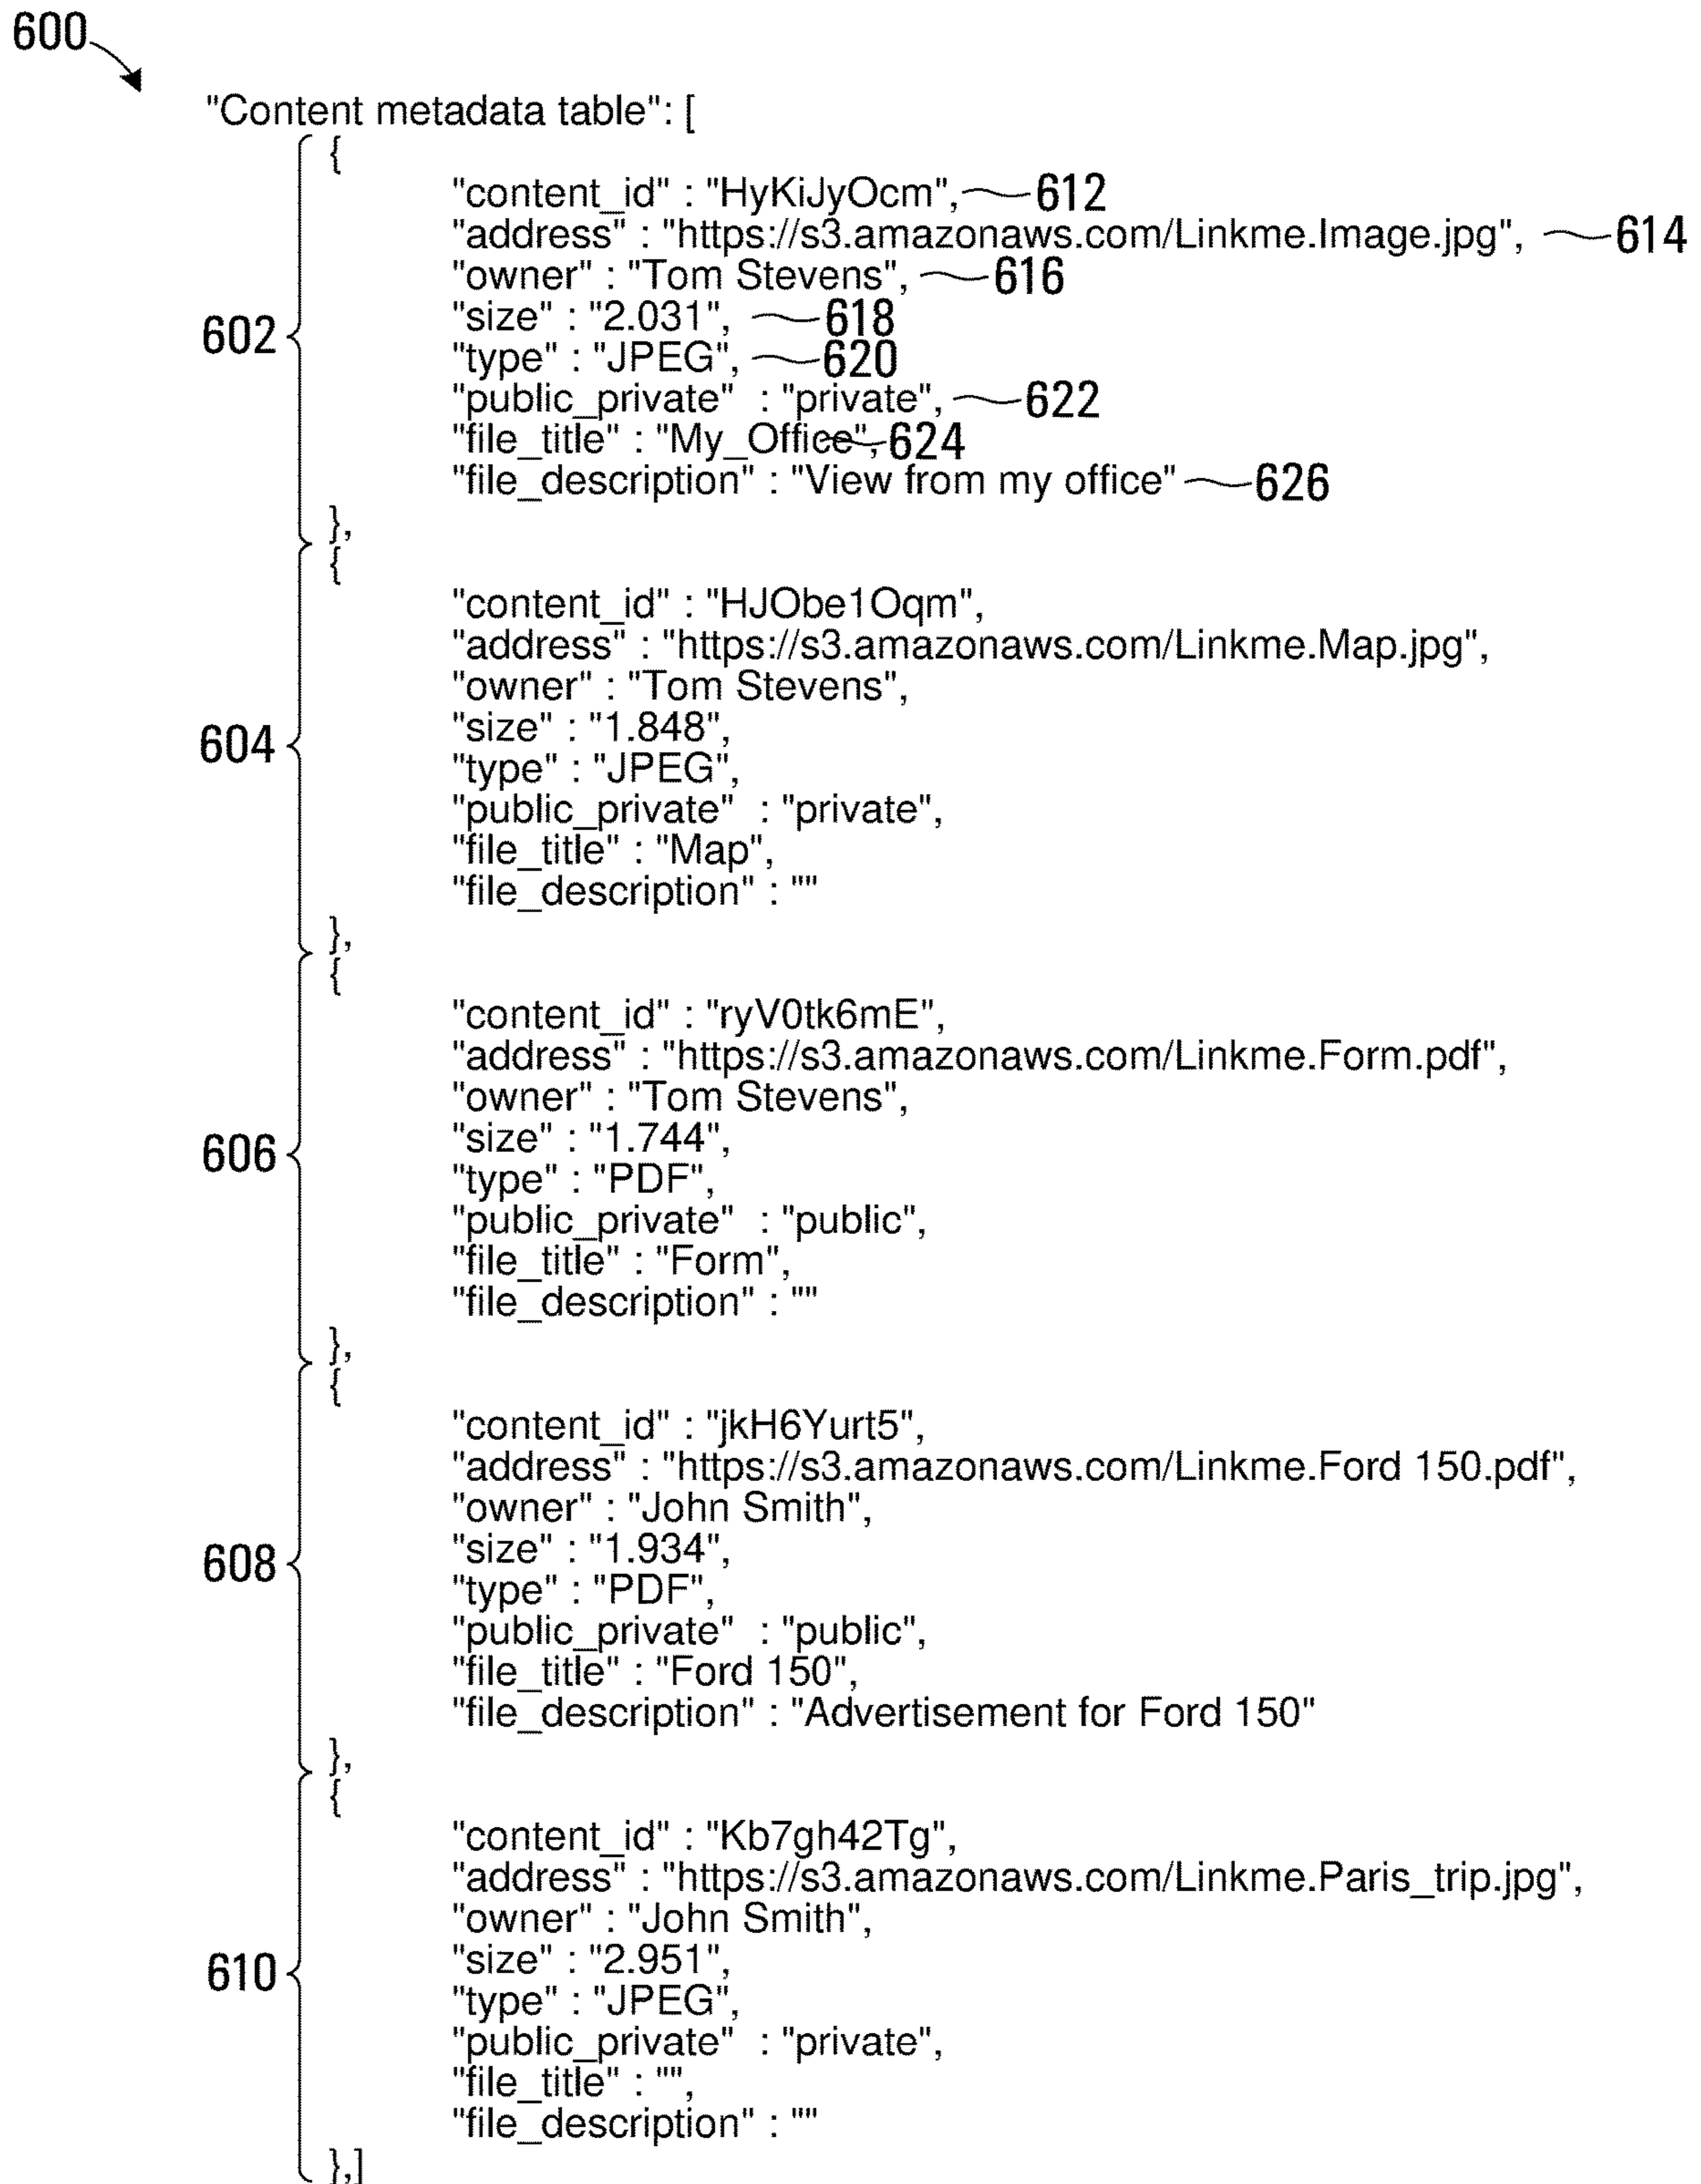 600
"Content metadata table": [
{
"content_id" : "HyKiJyOcm", 612
"address" : "https://s3.amazonaws.com/Linkme.Image.jpg", 614
"owner" : "Tom Stevens", 616
"size" : "2.031", 618
"type" : "JPEG", 620
602
"public_private" : "private", 622
"file_title" : "My_Office", 624
"file_description" : "View from my office" 626
},
{
"content_id" : "HJObe1Oqm",
"address" : "https://s3.amazonaws.com/Linkme.Map.jpg",
"owner" : "Tom Stevens",
"size" : "1.848",
604
"type" : "JPEG",
"public_private" : "private",
"file_title" : "Map",
"file_description" : ""
},
{
"content_id" : "ryV0tk6mE",
"address" : "https://s3.amazonaws.com/Linkme.Form.pdf",
"owner" : "Tom Stevens",
"size" : "1.744",
606
"type" : "PDF",
"public_private" : "public",
"file_title" : "Form",
"file_description" : ""
},
{
"content_id" : "jkH6Yurt5",
"address" : "https://s3.amazonaws.com/Linkme.Ford 150.pdf",
"owner" : "John Smith",
"size" : "1.934",
608
"type" : "PDF",
"public_private" : "public",
"file_title" : "Ford 150",
"file_description" : "Advertisement for Ford 150"
},
{
"content_id" : "Kb7gh42Tg",
"address" : "https://s3.amazonaws.com/Linkme.Paris_trip.jpg",
"owner" : "John Smith",
"size" : "2.951",
610
"type" : "JPEG",
"public_private" : "private",
"file_title" : "",
"file_description" : ""
},]